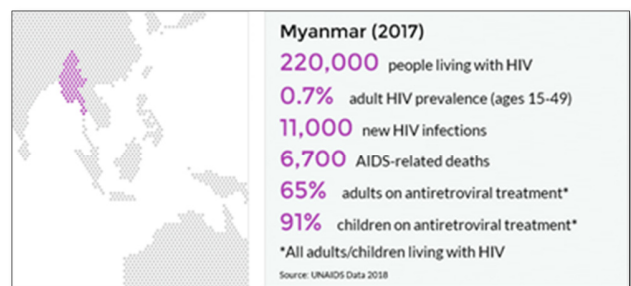 Myanmar (2017)
220,000 people living with HIV
0.7% adult HIV prevalence (ages 15-49)
11,000 new HIV infections
6,700 AIDS-related deaths
65% adults on antiretroviral treatment*
91% children on antiretroviral treatment*
*All adults/children living with HIV
Source: UNAIDS Data 2018